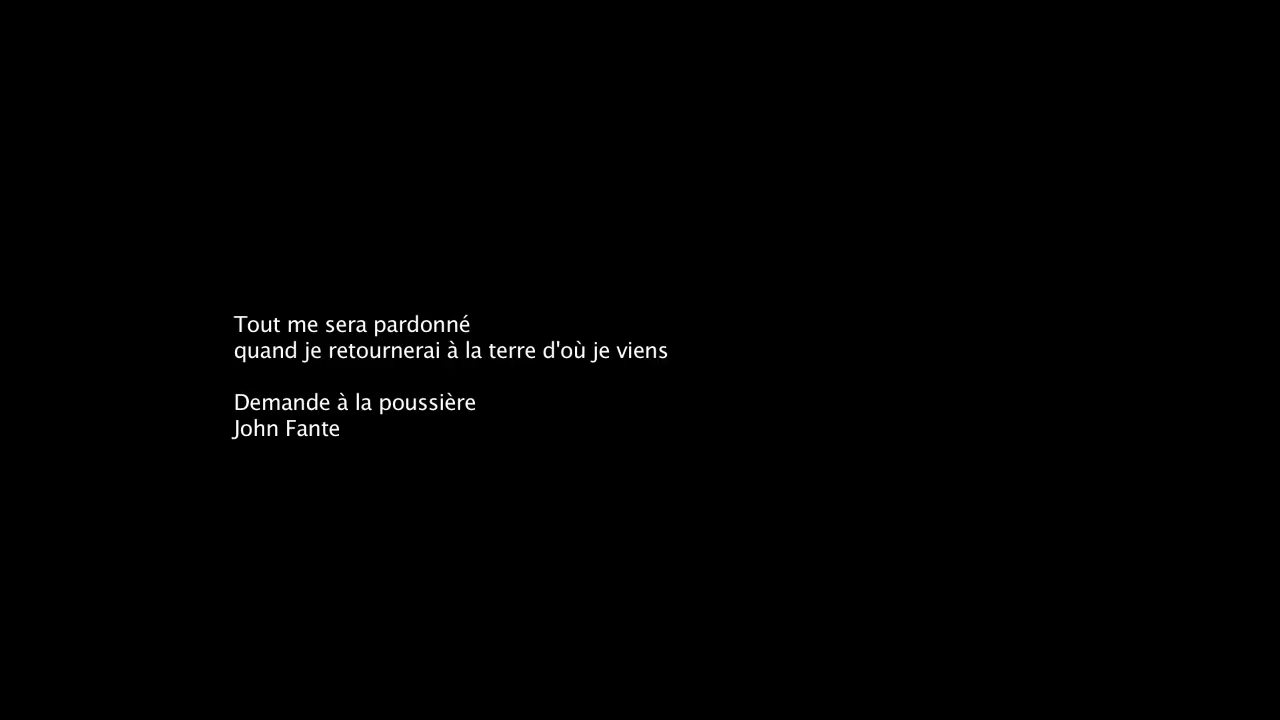 Tout me sera pardonné
quand je retournerai à la terre d'où je viens
Demande à la poussière
John Fante